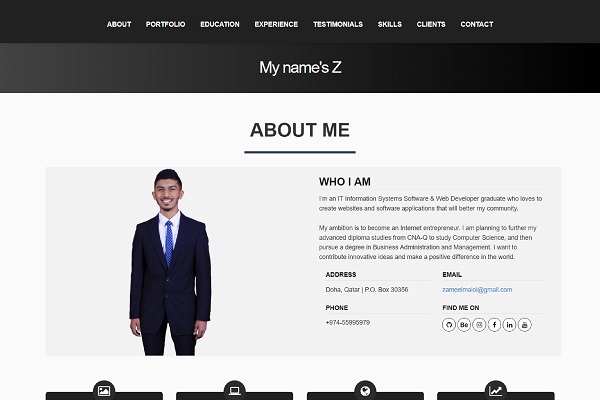 ABOUT PORTFOLIO EDUCATION EXPERIENCE TESTIMONIALS SKILLS CLIENTS CONTACT
My name's Z
ABOUT ME
WHO I AM
I'm an IT Information Systems Software & Web Developer graduate who loves to
create websites and software applications that will better my community.
My ambition is to become an Internet entrepreneur. I am planning to further my
advanced diploma studies from CNA-Q to study Computer Science, and then
pursue a degree in Business Administration and Management. I want to
contribute innovative ideas and make a positive difference in the world.
ADDRESS
Doha, Qatar | P.O. Box 30356
EMAIL
zameelmaiol@gmail.com
PHONE
+974-55995979
FIND ME ON